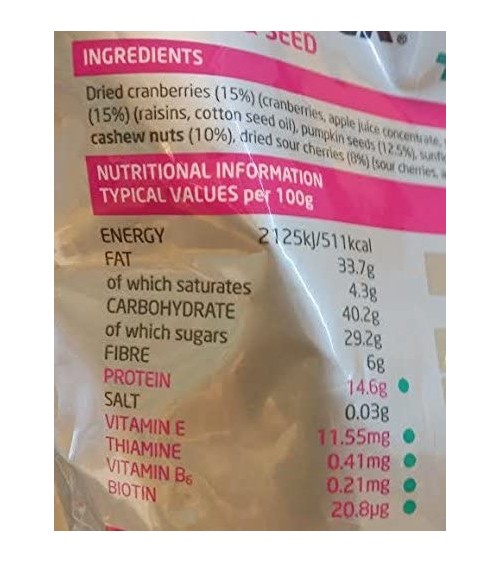 SEED
INGREDIENTS
Dried cranberries (15%) (cranberries, apple juice concentrate,
(15%) (raisins, cotton seed oil), pumpkin seeds (12.5%),
cashew nuts (10%), dried sour cherries (8%) (sour cherries,
NUTRITIONAL INFORMATION
TYPICAL VALUES per 100g
ENERGY 2125kJ/511kcal
FAT 33.7g
of which saturates 4.3g
CARBOHYDRATE 40.2g
of which sugars 29.2g
FIBRE 6g
PROTEIN 14.6g
SALT 0.03g
VITAMIN E 11.55mg
THIAMINE 0.41mg
VITAMIN B6 0.21mg
BIOTIN 20.8µg